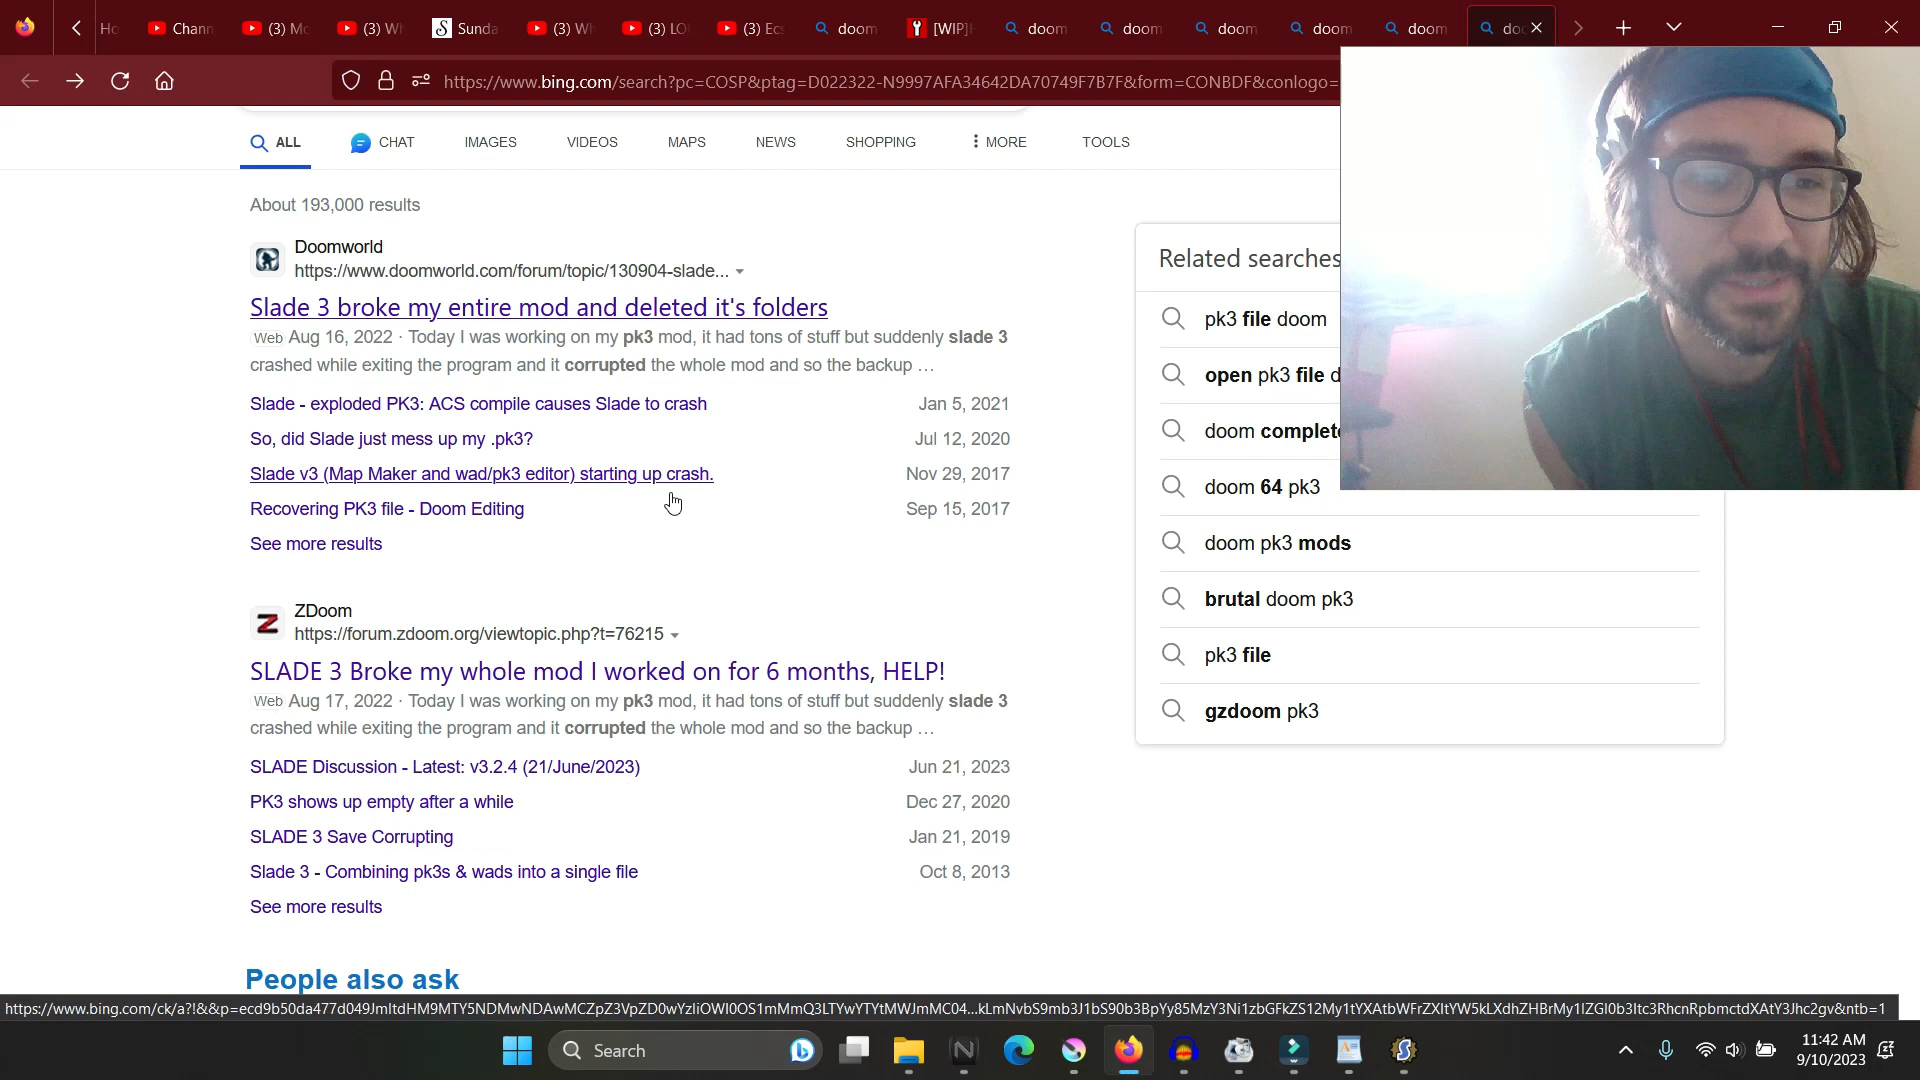 Ho
Chann
(3) Mc
(3) W
Sunda
(3) W
(3) LO
(3) Ec
doom
[WIP]
doom
doom
doom
doom
doom
doo
https://www.bing.com/search?pc=COSP&ptag=D022322-N9997AFA34642DA70749F7B7F&form=CONBDF&conlogo=
ALL
CHAT
IMAGES
VIDEOS
MAPS
NEWS
SHOPPING
MORE
TOOLS
About 193,000 results
Doomworld
https://www.doomworld.com/forum/topic/130904-slade...
Slade 3 broke my entire mod and deleted it's folders
Web Aug 16, 2022 · Today I was working on my pk3 mod, it had tons of stuff but suddenly slade 3
crashed while exiting the program and it corrupted the whole mod and so the backup …
Slade - exploded PK3: ACS compile causes Slade to crash Jan 5, 2021
So, did Slade just mess up my .pk3? Jul 12, 2020
Slade v3 (Map Maker and wad/pk3 editor) starting up crash. Nov 29, 2017
Recovering PK3 file - Doom Editing Sep 15, 2017
See more results
ZDoom
https://forum.zdoom.org/viewtopic.php?t=76215
SLADE 3 Broke my whole mod I worked on for 6 months, HELP!
Web Aug 17, 2022 · Today I was working on my pk3 mod, it had tons of stuff but suddenly slade 3
crashed while exiting the program and it corrupted the whole mod and so the backup …
SLADE Discussion - Latest: v3.2.4 (21/June/2023) Jun 21, 2023
PK3 shows up empty after a while Dec 27, 2020
SLADE 3 Save Corrupting Jan 21, 2019
Slade 3 - Combining pk3s & wads into a single file Oct 8, 2013
See more results
People also ask
Related searches
pk3 file doom
open pk3 file d
doom complete
doom 64 pk3
doom pk3 mods
brutal doom pk3
pk3 file
gzdoom pk3
Search
11:42 AM
9/10/2023